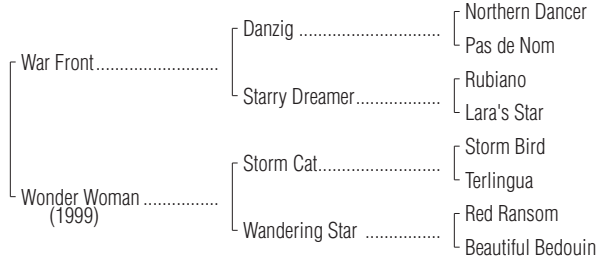 Northern Dancer
Danzig ..............................
Pas de Nom
War Front..........................
Rubiano
Starry Dreamer..................
Lara's Star
Storm Bird
Storm Cat..........................
Terlingua
Wonder Woman ................
(1999)
Red Ransom
Wandering Star ................
Beautiful Bedouin